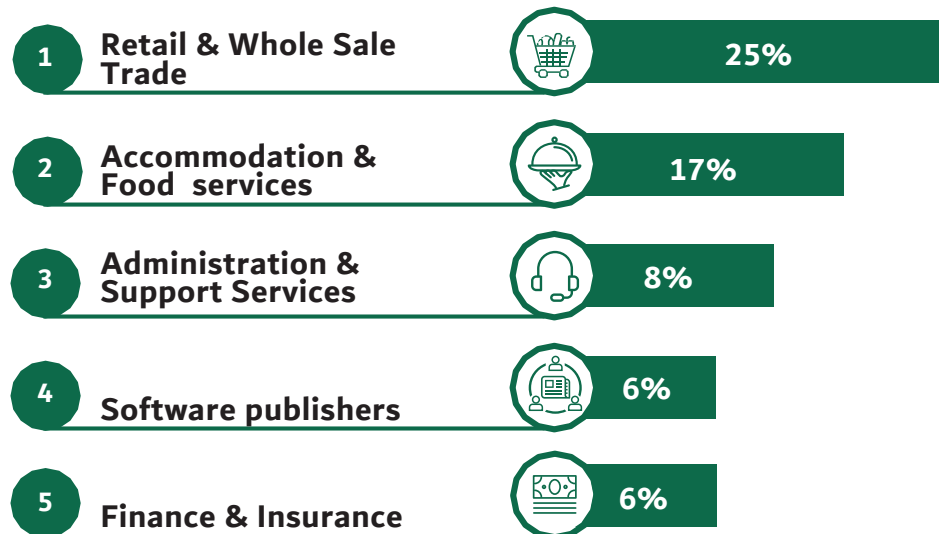 1
Retail & Whole Sale
Trade
25%
2
Accommodation &
Food services
17%
3
Administration &
Support Services
8%
4
Software publishers
6%
5
Finance & Insurance
6%